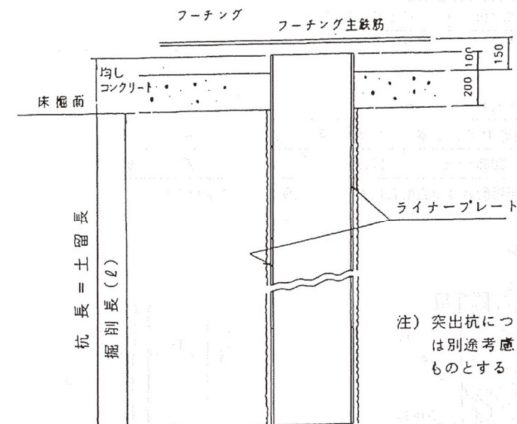 フーチング
フーチング主鉄筋
100
150
200
均し
コンクリート
床掘面
ライナープレート
杭長=土留長
掘削長(ℓ)
注) 突出杭につ
は別途考慮
ものとする